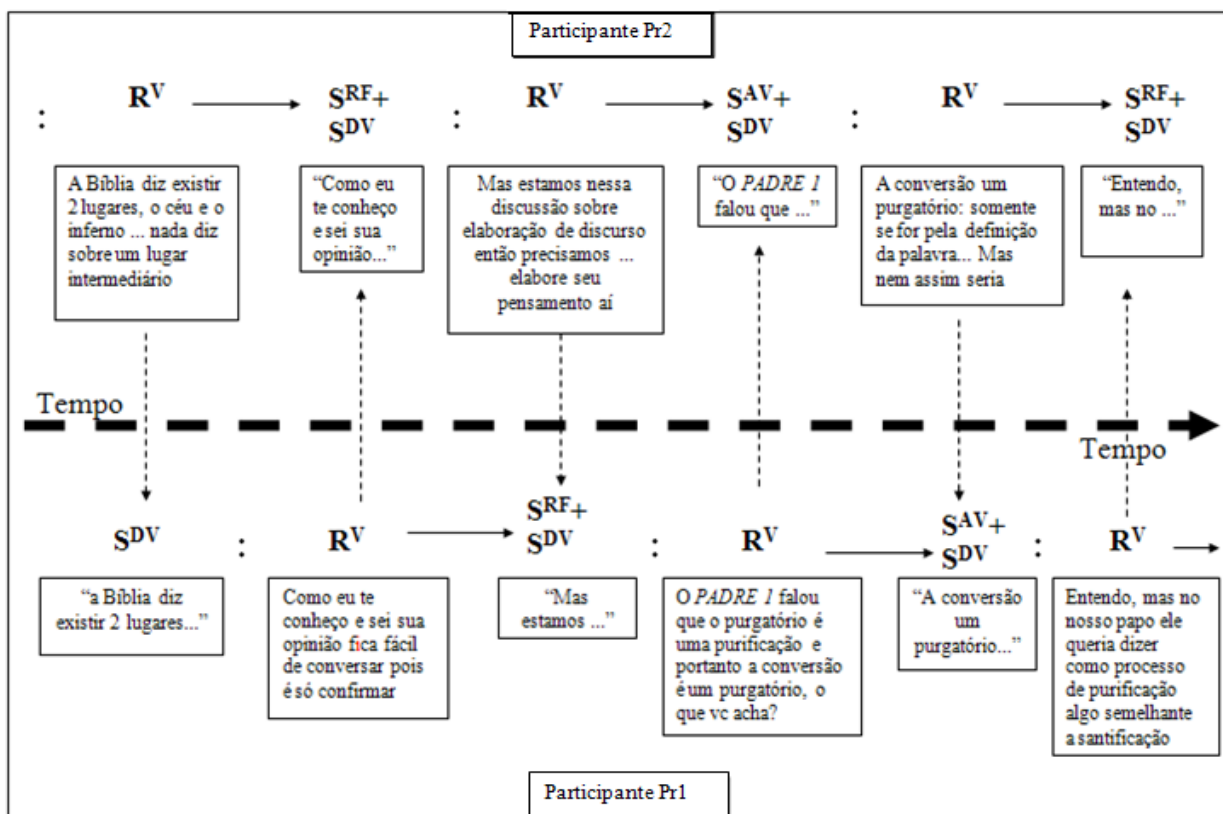 Participante Pr2
: R^V S^RF+ : R^V S^AV+ : R^V S^RF+
S^DV S^DV S^DV
A Bíblia diz existir
2 lugares, o céu e o
inferno ... nada diz
sobre um lugar
intermediário
“Como eu
te conheço
e sei sua
opinião...”
Mas estamos nessa
discussão sobre
elaboração de discurso
então precisamos ...
elabore seu
pensamento aí
“O PADRE 1
falou que ...”
A conversão um
purgatório: somente
se for pela definição
da palavra... Mas
nem assim seria
“Entendo,
mas no ...”
Tempo
Tempo
S^DV : R^V S^RF+ : R^V S^AV+ : R^V
S^DV S^DV
“a Bíblia diz
existir 2 lugares...”
Como eu te
conheço e sei sua
opinião fica fácil
de conversar pois
é só confirmar
“Mas
estamos ...”
O PADRE 1 falou
que o purgatório é
uma purificação e
portanto a conversão
é um purgatório, o
que vc acha?
“A conversão
um
purgatório...”
Entendo, mas no
nosso papo ele
queria dizer
como processo
de purificação
algo semelhante
a santificação
Participante Pr1